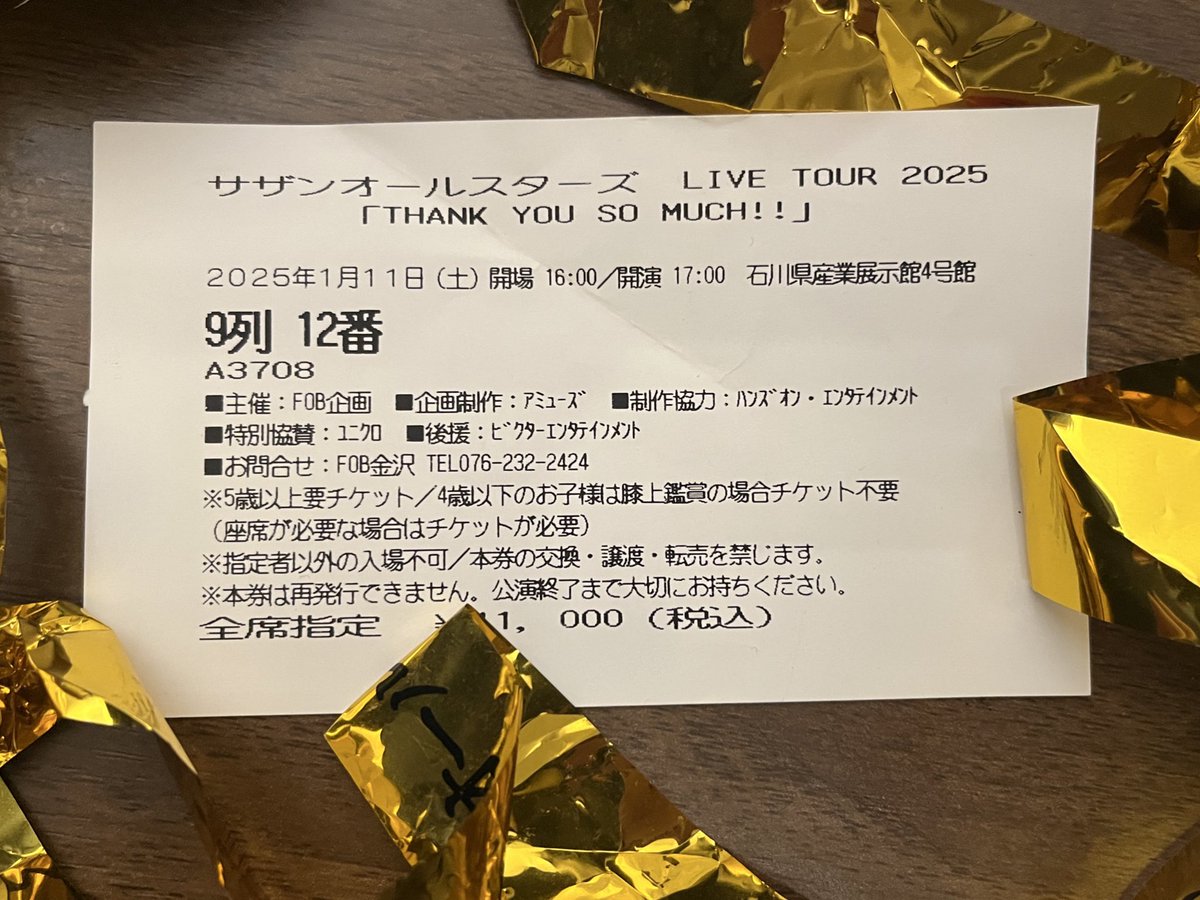 サザンオールスターズ LIVE TOUR 2025
「THANK YOU SO MUCH!!」
2025年1月11日(土) 開場 16:00/開演 17:00 石川県産業展示館4号館
9列 12番
A3708
■主催:FOB企画 ■企画制作:ｱﾐｭｰｽﾞ ■制作協力:ﾊﾝｽﾞｵﾝ・ｴﾝﾀﾃｲﾝﾒﾝﾄ
■特別協賛:ﾕﾆｸﾛ ■後援:ﾋﾞｸﾀｰｴﾝﾀﾃｲﾝﾒﾝﾄ
■お問合せ:FOB金沢 TEL076-232-2424
※5歳以上要チケット/4歳以下のお子様は膝上鑑賞の場合チケット不要
(座席が必要な場合はチケットが必要)
※指定者以外の入場不可/本券の交換・譲渡・転売を禁じます。
※本券は再発行できません。公演終了まで大切にお持ちください。
全席指定 ¥11,000(税込)